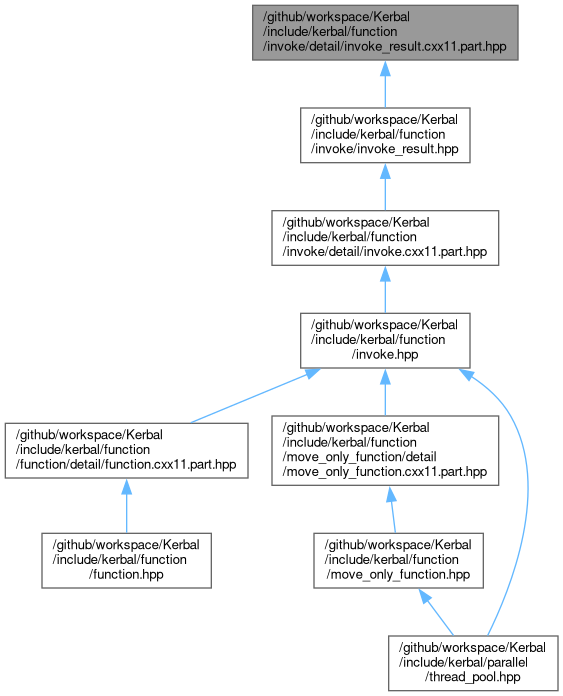 /github/workspace/Kerbal
/include/kerbal/function
/invoke/detail/invoke_result.cxx11.part.hpp
/github/workspace/Kerbal
/include/kerbal/function
/invoke/invoke_result.hpp
/github/workspace/Kerbal
/include/kerbal/function
/invoke/detail/invoke.cxx11.part.hpp
/github/workspace/Kerbal
/include/kerbal/function
/invoke.hpp
/github/workspace/Kerbal
/include/kerbal/function
/function/detail/function.cxx11.part.hpp
/github/workspace/Kerbal
/include/kerbal/function
/move_only_function/detail
/move_only_function.cxx11.part.hpp
/github/workspace/Kerbal
/include/kerbal/function
/function.hpp
/github/workspace/Kerbal
/include/kerbal/function
/move_only_function.hpp
/github/workspace/Kerbal
/include/kerbal/parallel
/thread_pool.hpp